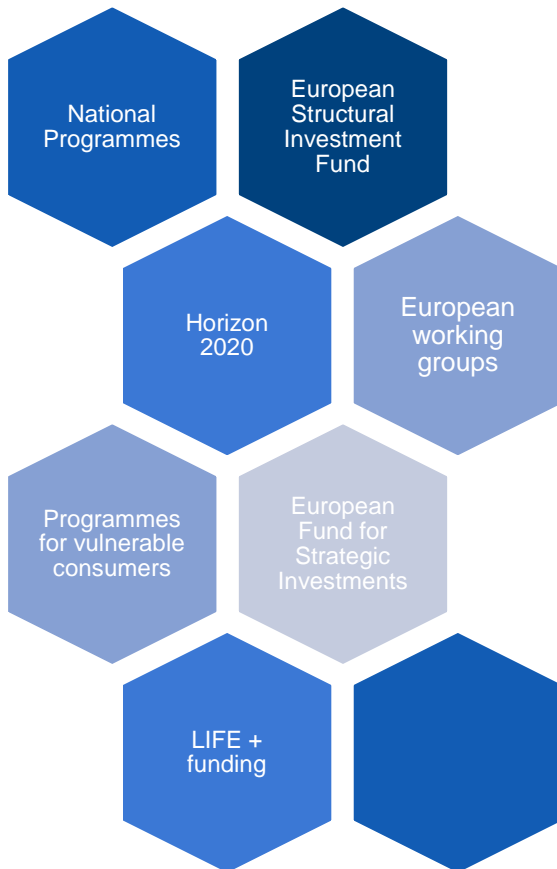 National
Programmes
European
Structural
Investment
Fund
Horizon
2020
European
working
groups
Programmes
for vulnerable
consumers
European
Fund for
Strategic
Investments
LIFE +
funding